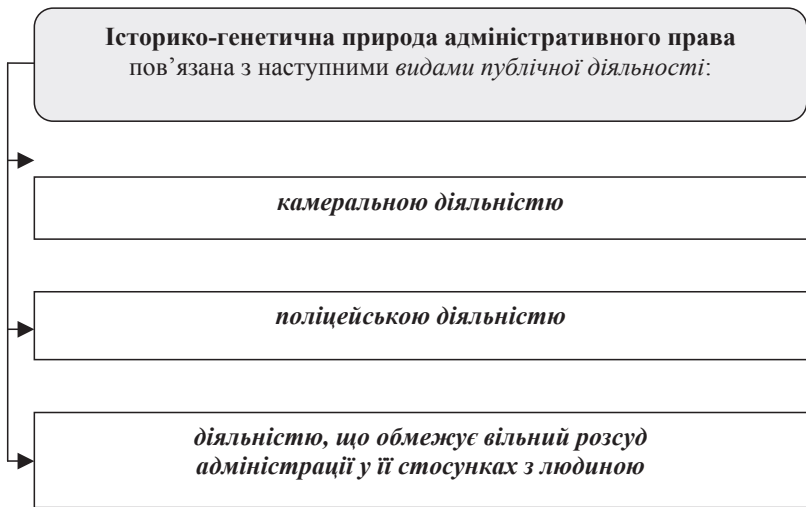 Історико-генетична природа адміністративного права
пов’язана з наступними видами публічної діяльності:
камеральною діяльністю
поліцейською діяльністю
діяльністю, що обмежує вільний розсуд
адміністрації у її стосунках з людиною